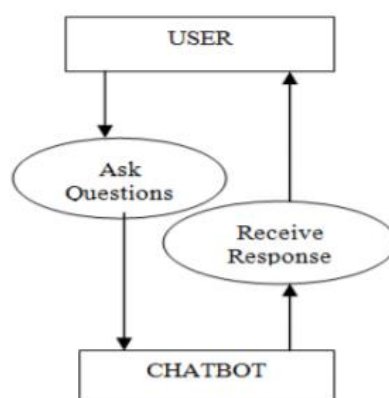 USER
Ask
Questions
Receive
Response
CHATBOT